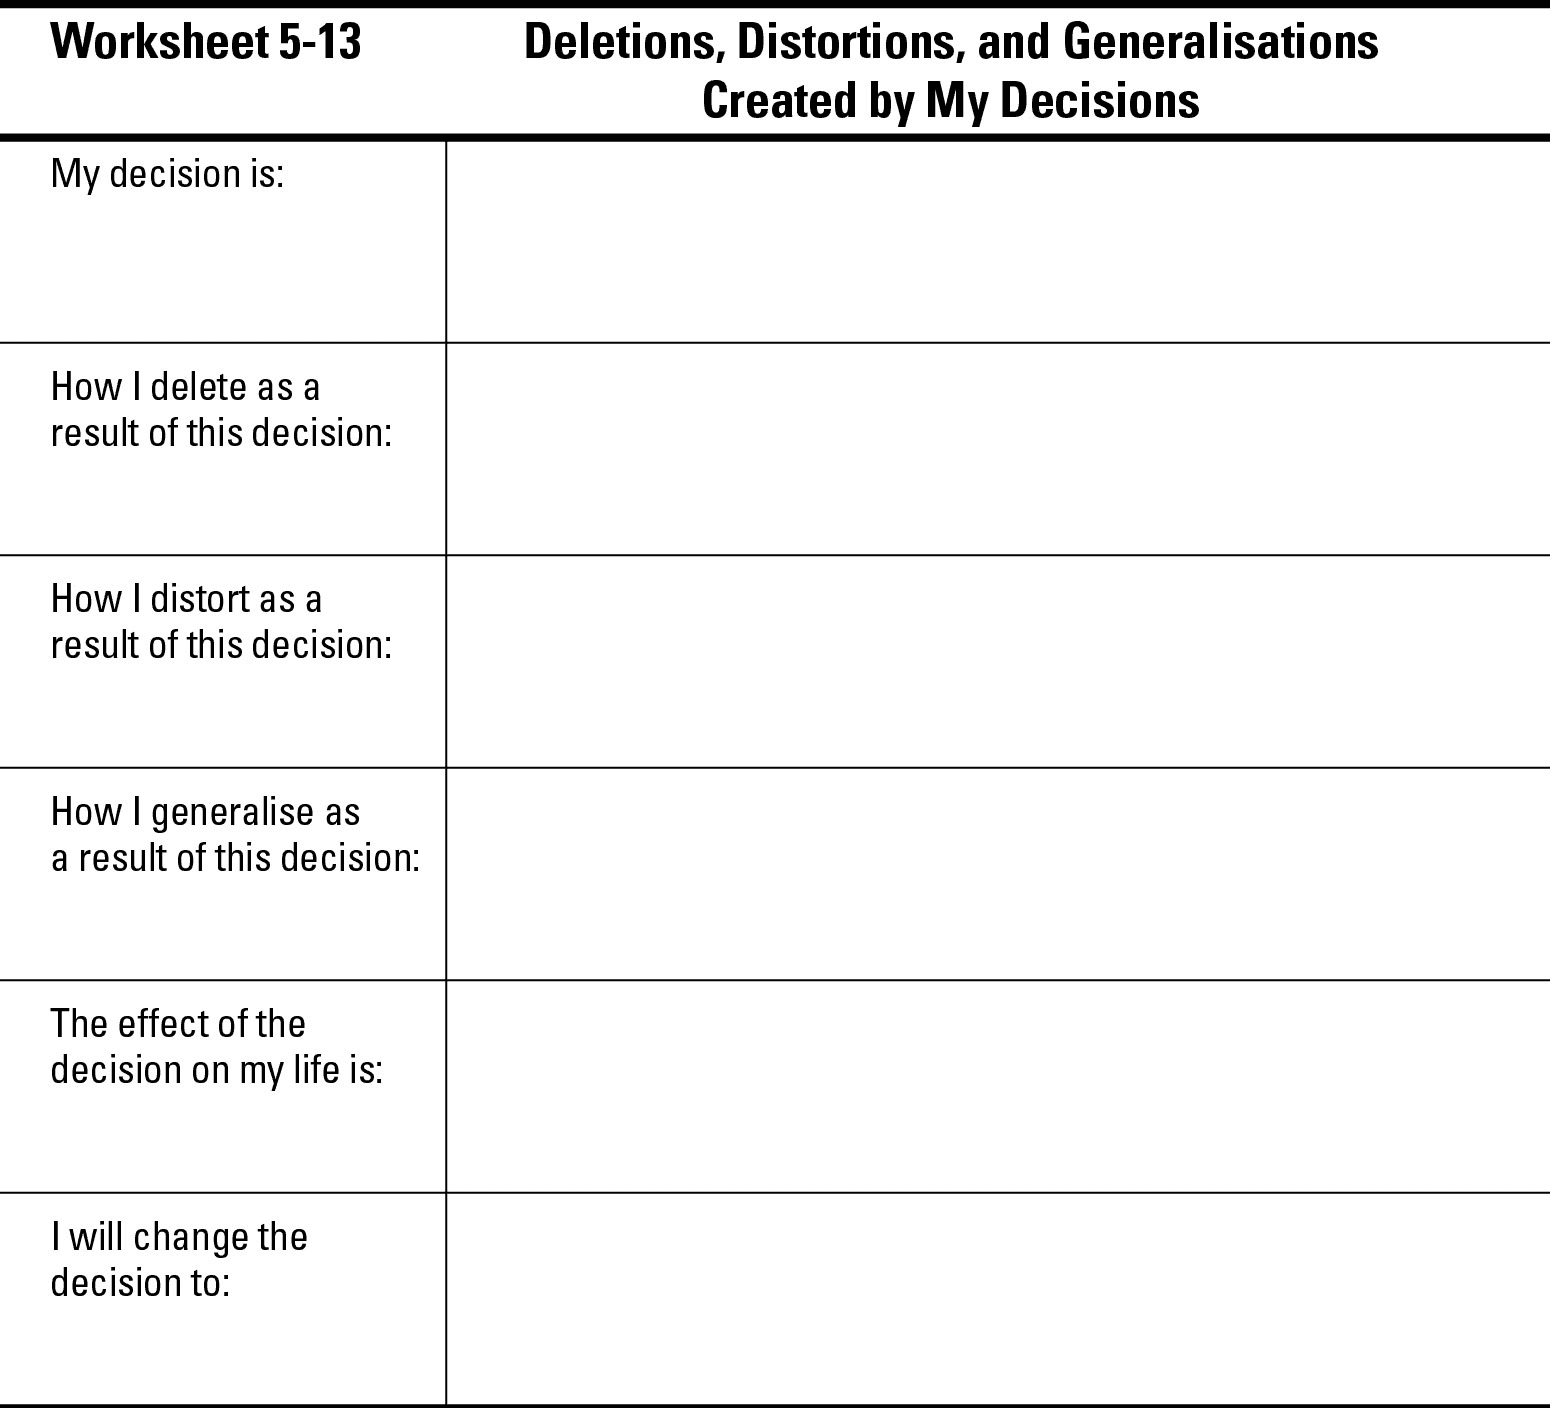 Worksheet 5-13
Deletions, Distortions, and Generalisations
Created by My Decisions
My decision is:
How I delete as a
result of this decision:
How I distort as a
result of this decision:
How I generalise as
a result of this decision:
The effect of the
decision on my life is:
I will change the
decision to: